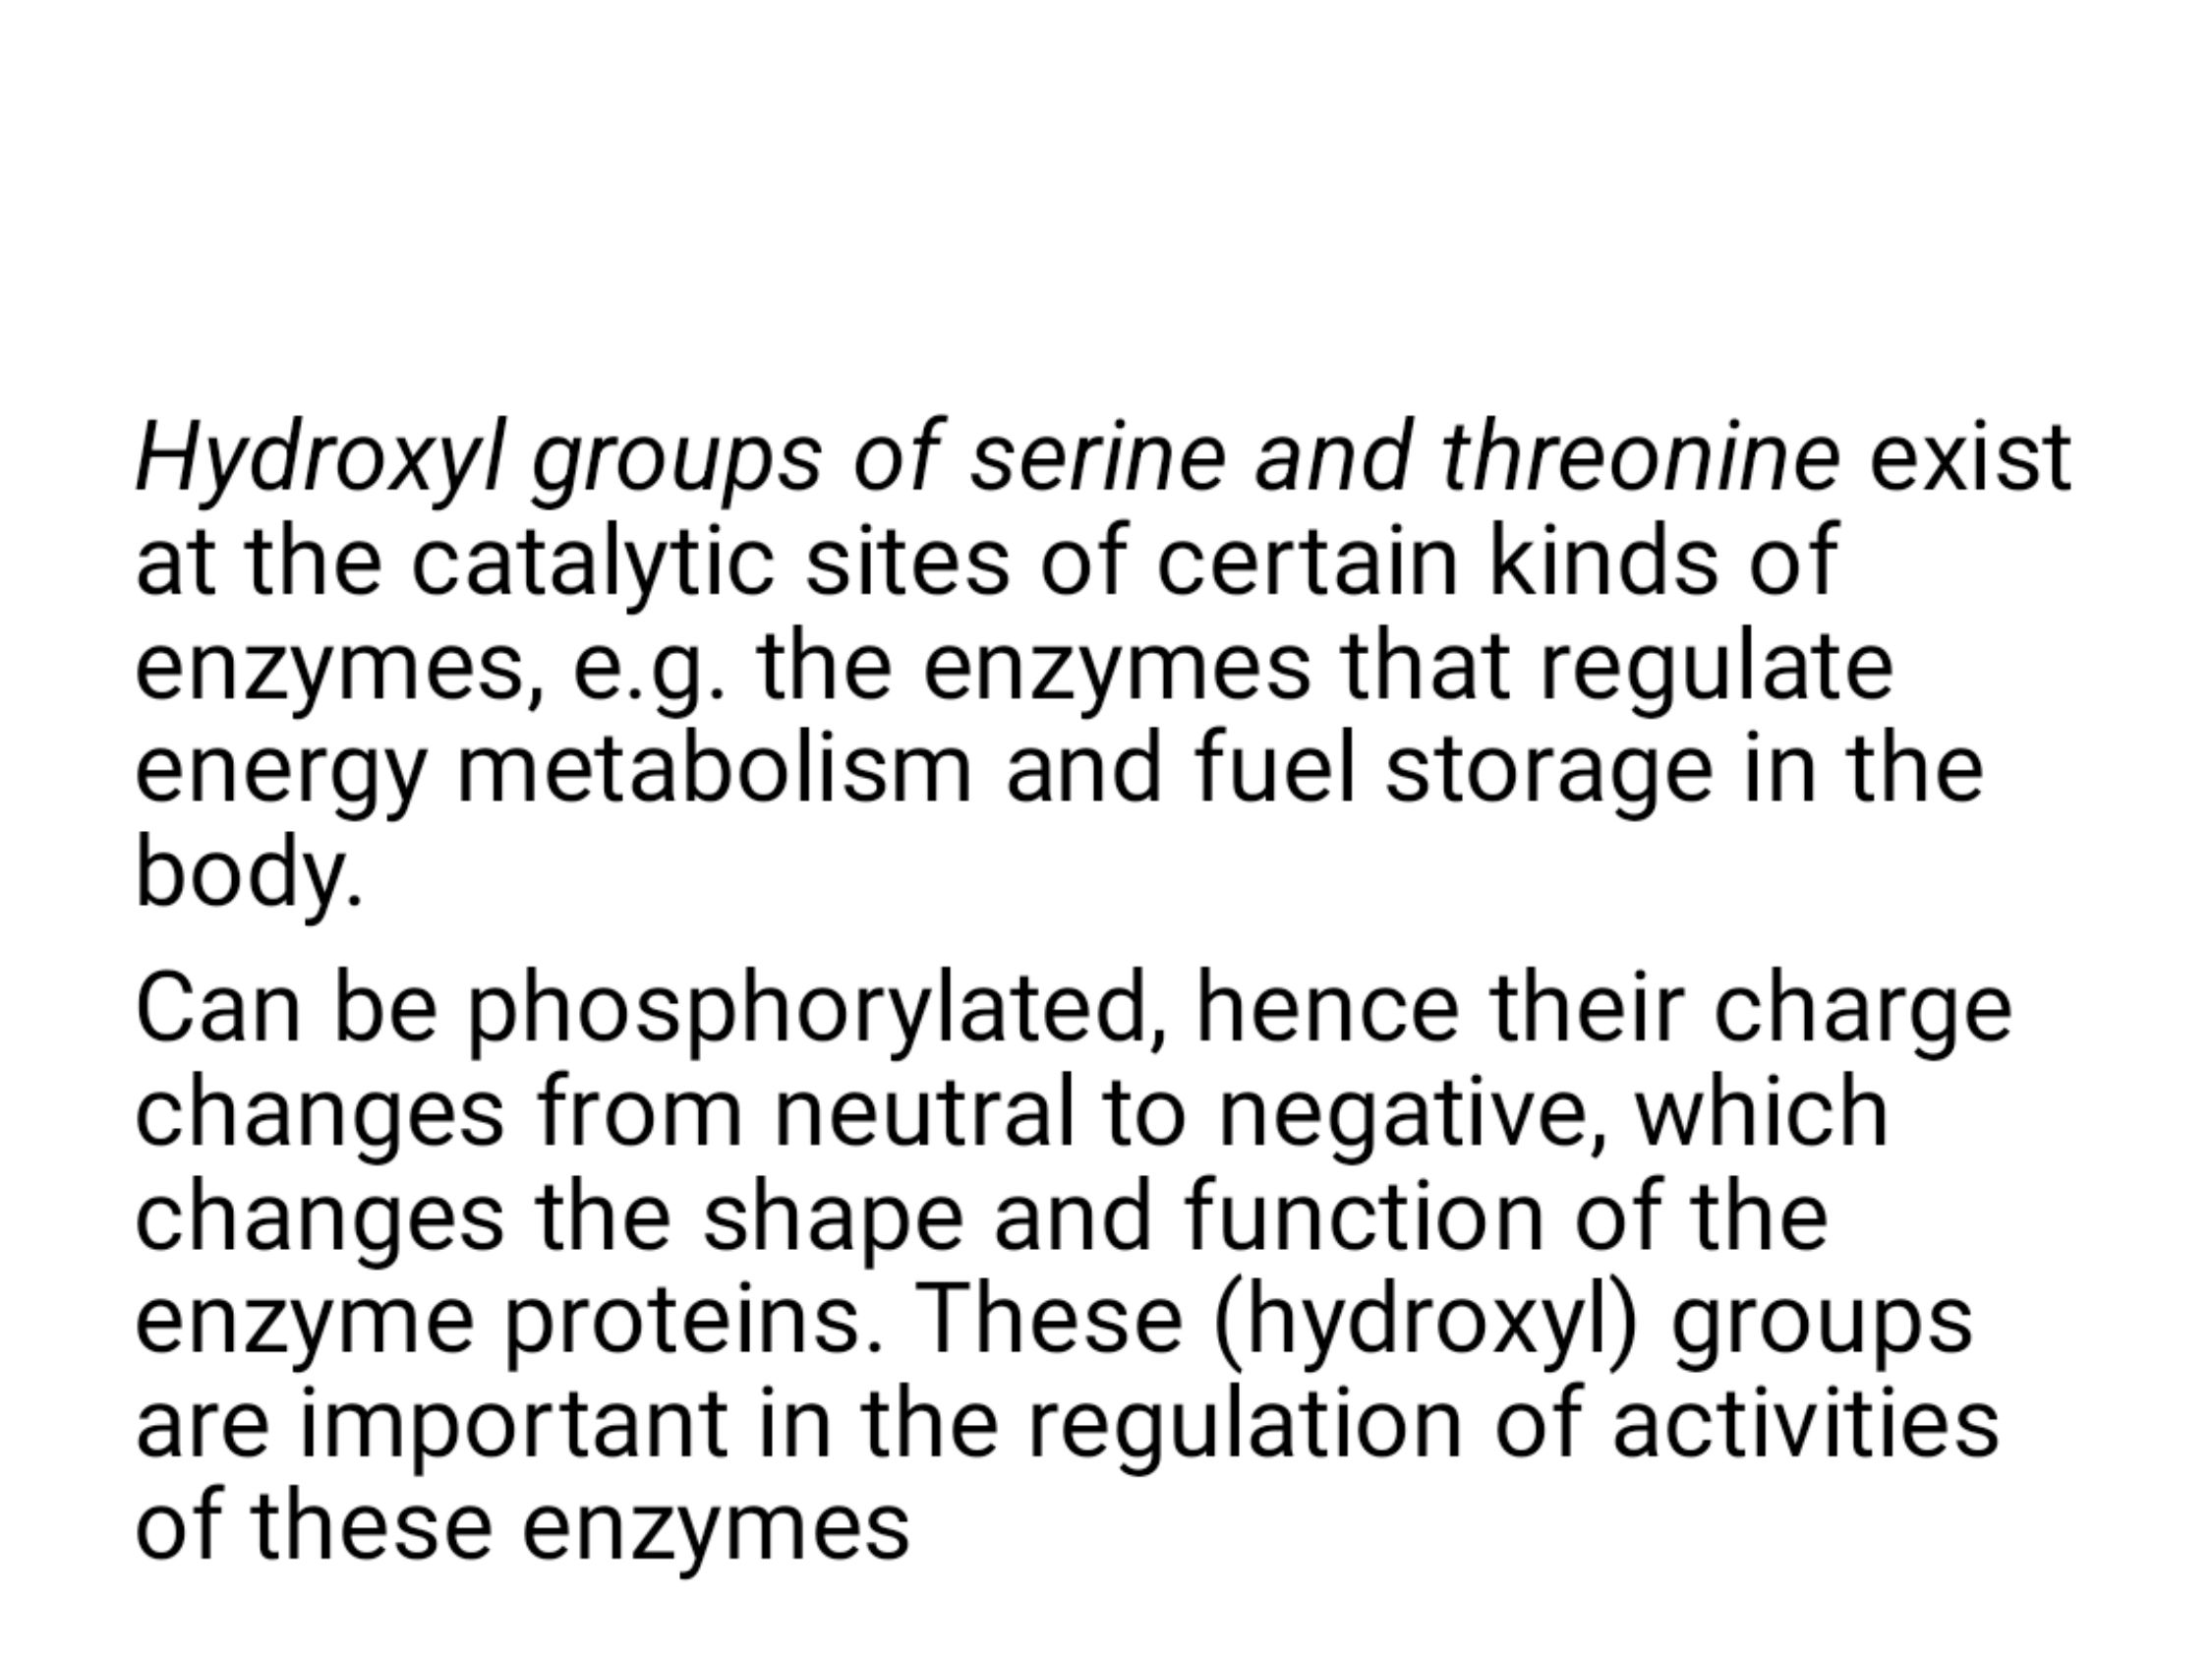 Hydroxyl groups of serine and threonine exist
at the catalytic sites of certain kinds of
enzymes, e.g. the enzymes that regulate
energy metabolism and fuel storage in the
body.
Can be phosphorylated, hence their charge
changes from neutral to negative, which
changes the shape and function of the
enzyme proteins. These (hydroxyl) groups
are important in the regulation of activities
of these enzymes